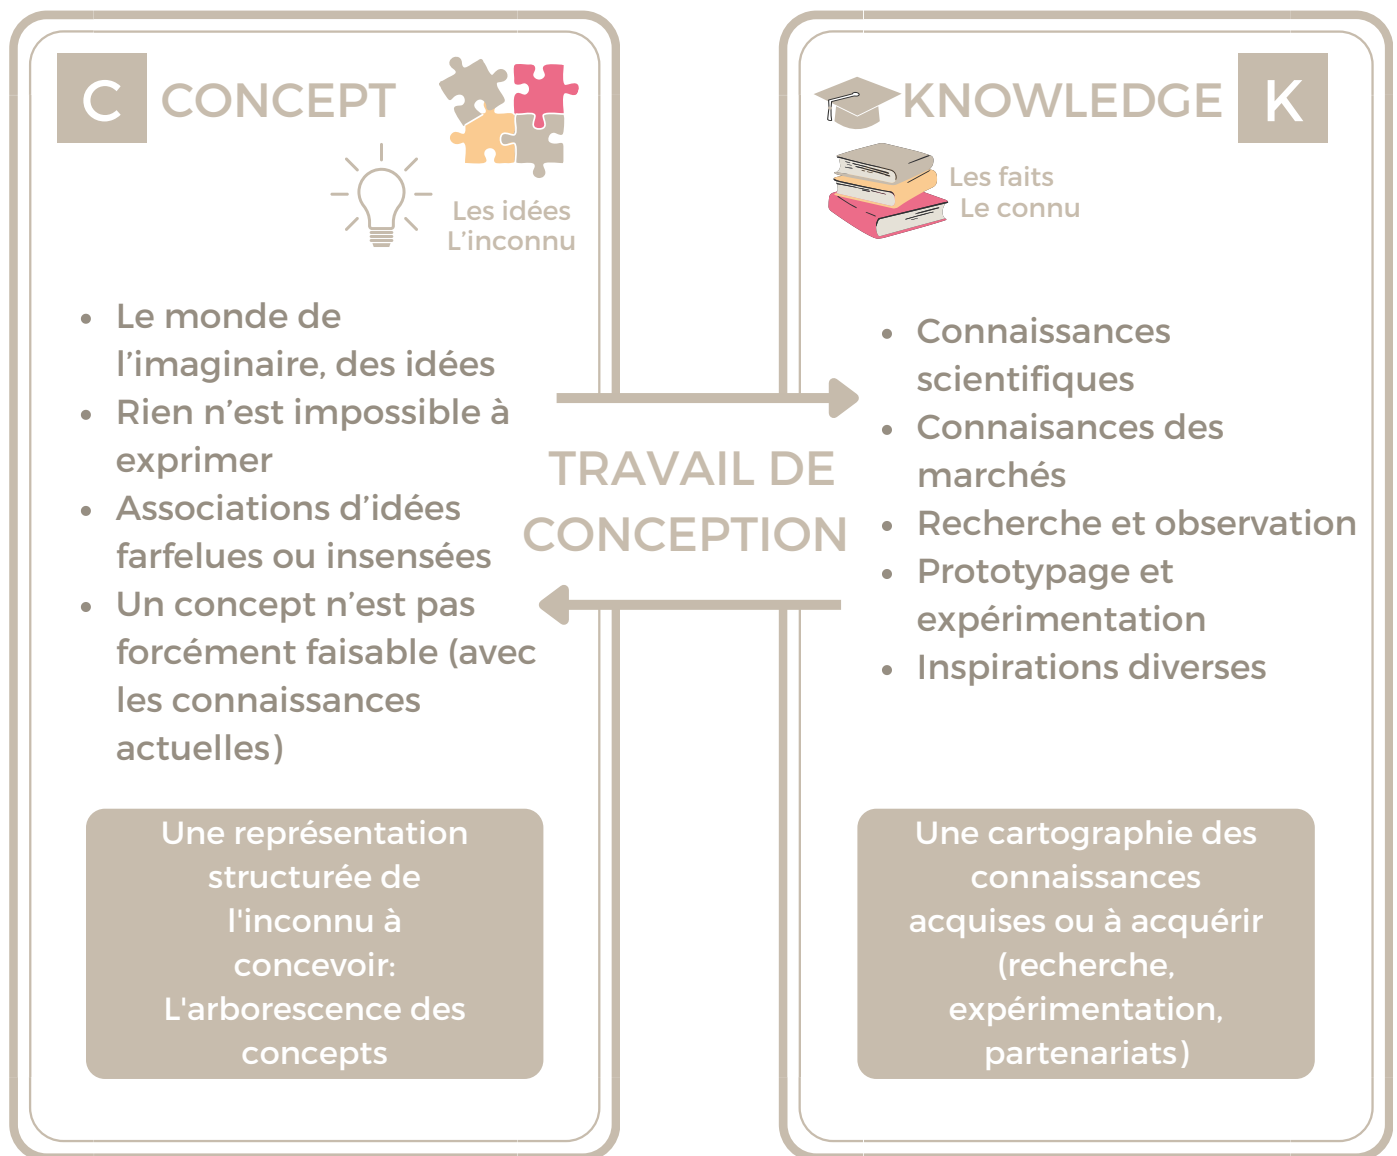 C CONCEPT
Les idées
L’inconnu
Le monde de
l’imaginaire, des idées
Rien n’est impossible à
exprimer
Associations d’idées
farfelues ou insensées
Un concept n’est pas
forcément faisable (avec
les connaissances
actuelles)
Une représentation
structurée de
l'inconnu à
concevoir:
L'arborescence des
concepts
TRAVAIL DE
CONCEPTION
KNOWLEDGE K
Les faits
Le connu
Connaissances
scientifiques
Connaisances des
marchés
Recherche et observation
Prototypage et
expérimentation
Inspirations diverses
Une cartographie des
connaissances
acquises ou à acquérir
(recherche,
expérimentation,
partenariats)